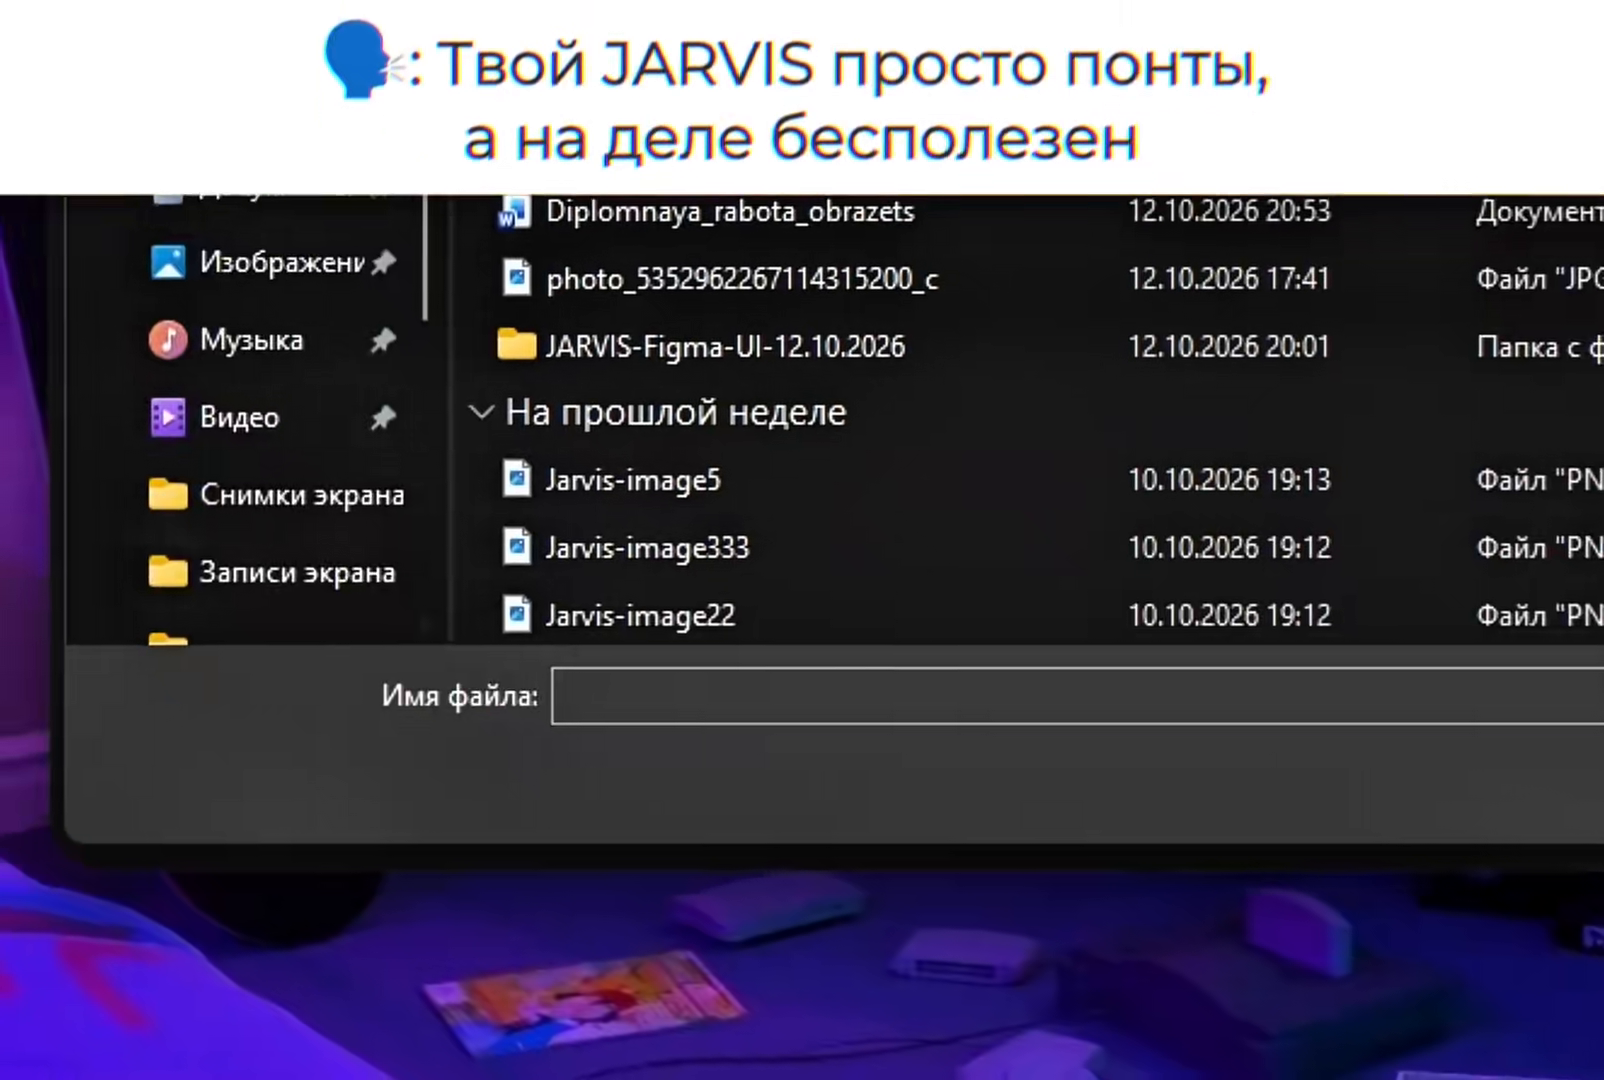 : Твой JARVIS просто понты,
а на деле бесполезен
Diplomnaya_rabota_obrazets 12.10.2026 20:53 Документ
Изображени
photo_5352962267114315200_c 12.10.2026 17:41 Файл "JPG
Музыка
JARVIS-Figma-UI-12.10.2026 12.10.2026 20:01 Папка с ф
Видео
На прошлой неделе
Снимки экрана
Jarvis-image5 10.10.2026 19:13 Файл "PN
Записи экрана
Jarvis-image333 10.10.2026 19:12 Файл "PN
Jarvis-image22 10.10.2026 19:12 Файл "PN
Имя файла: